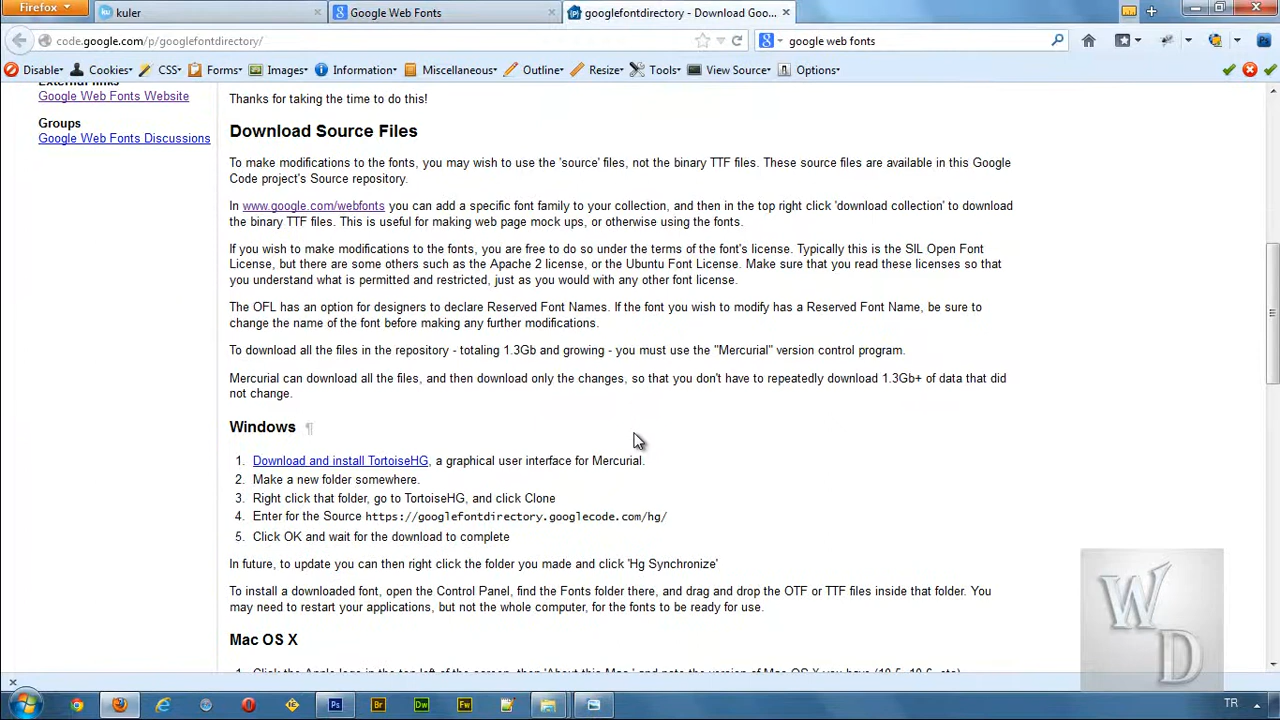 Firefox
kuler
Google Web Fonts
googlefontdirectory - Download Goo...
code.google.com/p/googlefontdirectory/
google web fonts
Disable
Cookies
CSS
Forms
Images
Information
Miscellaneous
Outline
Resize
Tools
View Source
Options
Google Web Fonts Website
Groups
Google Web Fonts Discussions
Thanks for taking the time to do this!
Download Source Files
To make modifications to the fonts, you may wish to use the 'source' files, not the binary TTF files. These source files are available in this Google
Code project's Source repository.
In www.google.com/webfonts you can add a specific font family to your collection, and then in the top right click 'download collection' to download
the binary TTF files. This is useful for making web page mock ups, or otherwise using the fonts.
If you wish to make modifications to the fonts, you are free to do so under the terms of the font's license. Typically this is the SIL Open Font
License, but there are some others such as the Apache 2 license, or the Ubuntu Font License. Make sure that you read these licenses so that
you understand what is permitted and restricted, just as you would with any other font license.
The OFL has an option for designers to declare Reserved Font Names. If the font you wish to modify has a Reserved Font Name, be sure to
change the name of the font before making any further modifications.
To download all the files in the repository - totaling 1.3Gb and growing - you must use the "Mercurial" version control program.
Mercurial can download all the files, and then download only the changes, so that you don't have to repeatedly download 1.3Gb+ of data that did
not change.
Windows ¶
1. Download and install TortoiseHG, a graphical user interface for Mercurial.
2. Make a new folder somewhere.
3. Right click that folder, go to TortoiseHG, and click Clone
4. Enter for the Source https://googlefontdirectory.googlecode.com/hg/
5. Click OK and wait for the download to complete
In future, to update you can then right click the folder you made and click 'Hg Synchronize'
To install a downloaded font, open the Control Panel, find the Fonts folder there, and drag and drop the OTF or TTF files inside that folder. You
may need to restart your applications, but not the whole computer, for the fonts to be ready for use.
Mac OS X
WD
Ps
Br
Dw
Fw
TR